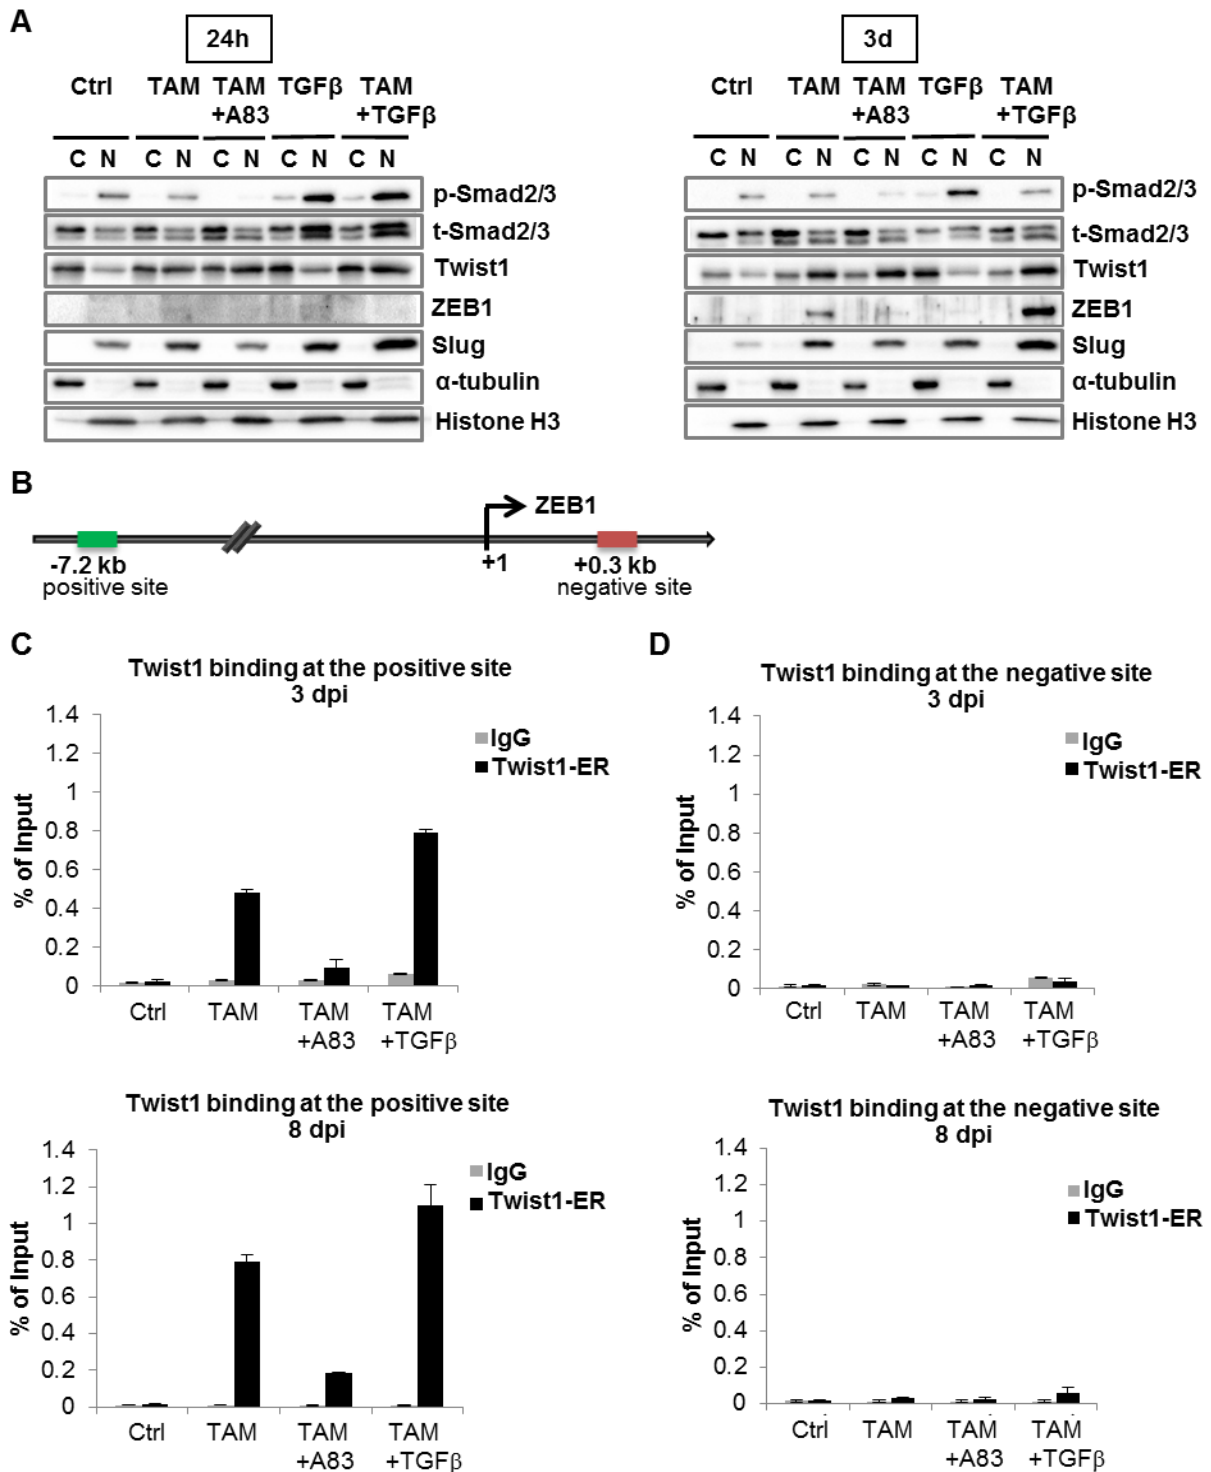 A
24h
Ctrl TAM TAM TGFβ TAM
+A83 +TGFβ
C N C N C N C N C N
p-Smad2/3
t-Smad2/3
Twist1
ZEB1
Slug
α-tubulin
Histone H3
3d
Ctrl TAM TAM TGFβ TAM
+A83 +TGFβ
C N C N C N C N C N
p-Smad2/3
t-Smad2/3
Twist1
ZEB1
Slug
α-tubulin
Histone H3
B
ZEB1
-7.2 kb +1 +0.3 kb
positive site negative site
C
Twist1 binding at the positive site
3 dpi
IgG
Twist1-ER
% of Input
1.4
1.2
1
0.8
0.6
0.4
0.2
0
Ctrl TAM TAM TAM
+A83 +TGFβ
Twist1 binding at the positive site
8 dpi
IgG
Twist1-ER
% of Input
1.4
1.2
1
0.8
0.6
0.4
0.2
0
Ctrl TAM TAM TAM
+A83 +TGFβ
D
Twist1 binding at the negative site
3 dpi
IgG
Twist1-ER
% of Input
1.4
1.2
1
0.8
0.6
0.4
0.2
0
Ctrl TAM TAM TAM
+A83 +TGFβ
Twist1 binding at the negative site
8 dpi
IgG
Twist1-ER
% of Input
1.4
1.2
1
0.8
0.6
0.4
0.2
0
Ctrl TAM TAM TAM
+A83 +TGFβ